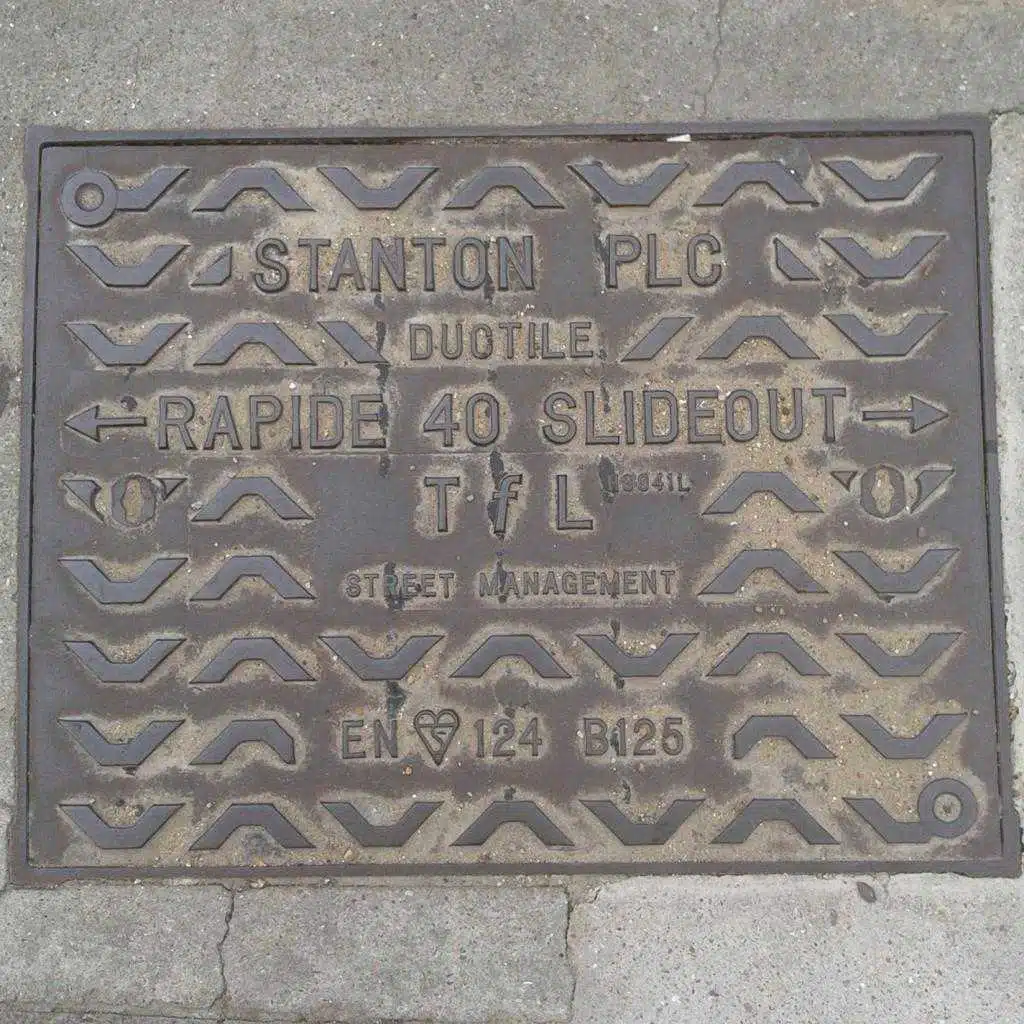 STANTON PLC
DUCTILE
RAPIDE 40 SLIDEOUT
T f L
STREET MANAGEMENT
EN 124 B125